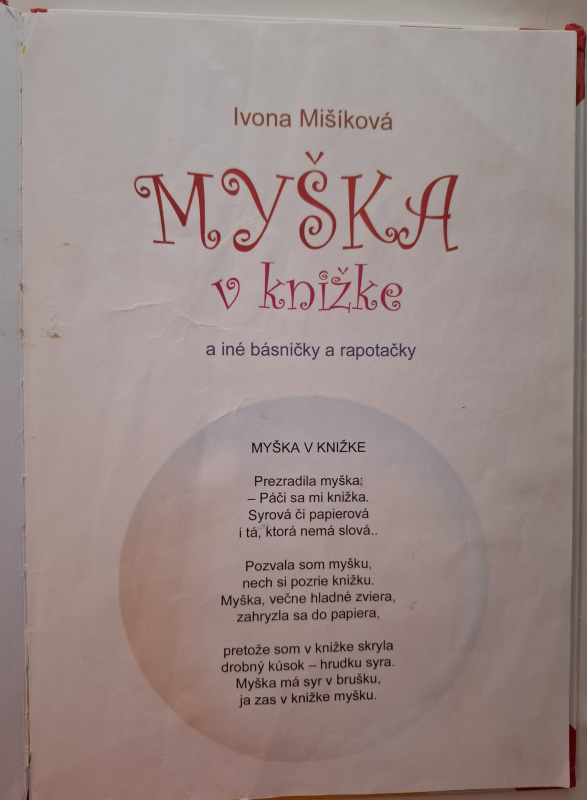 Ivona Mišíková
MYŠKA
v knižke
a iné básničky a rapotačky
MYŠKA V KNIŽKE
Prezradila myška:
– Páči sa mi knižka.
Syrová či papierová
i tá, ktorá nemá slová..
Pozvala som myšku,
nech si pozrie knižku.
Myška, večne hladné zviera,
zahryzla sa do papiera,
pretože som v knižke skryla
drobný kúsok – hrudku syra.
Myška má syr v brušku,
ja zas v knižke myšku.